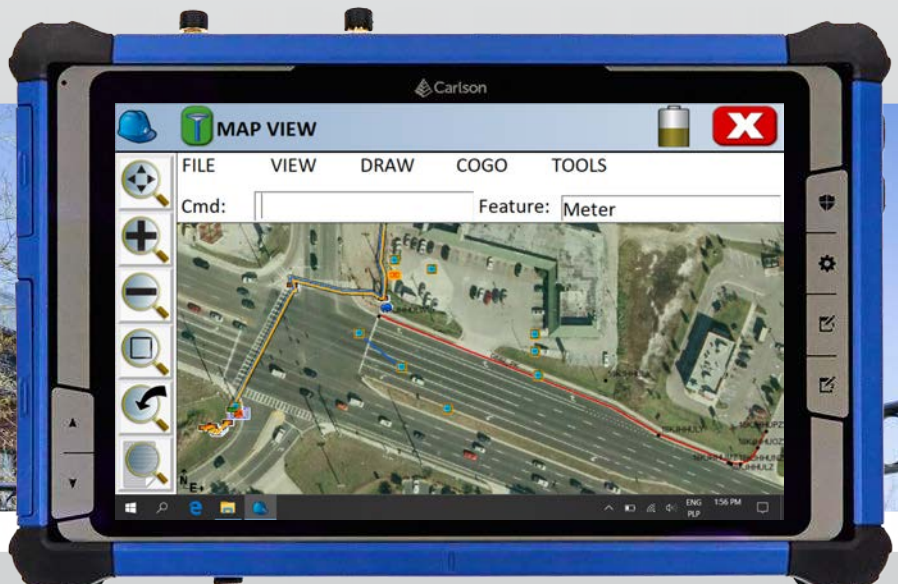 Carlson
MAP VIEW
FILE VIEW DRAW COGO TOOLS
Cmd: Feature: Meter
N
E+
ENG 1:56 PM
PLP